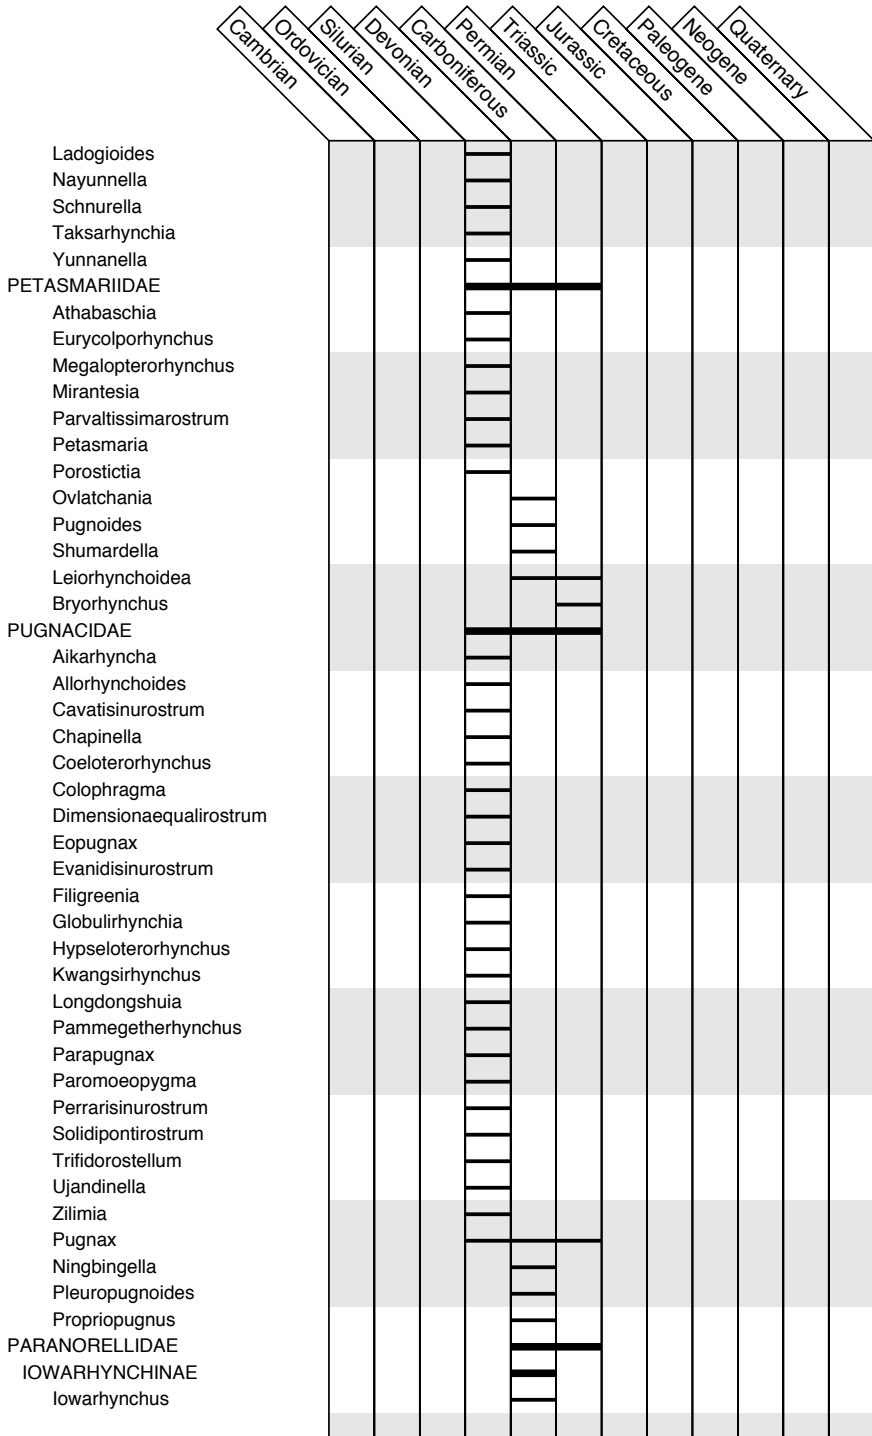 Cambrian
Ordovician
Silurian
Devonian
Carboniferous
Permian
Triassic
Jurassic
Cretaceous
Paleogene
Neogene
Quaternary
Ladogioides
Nayunnella
Schnurella
Taksarhynchia
Yunnanella
PETASMARIIDAE
Athabaschia
Eurycolporhynchus
Megalopterorhynchus
Mirantesia
Parvaltissimarostrum
Petasmaria
Porostictia
Ovlatchania
Pugnoides
Shumardella
Leiorhynchoidea
Bryorhynchus
PUGNACIDAE
Aikarhyncha
Allorhynchoides
Cavatisinurostrum
Chapinella
Coeloterorhynchus
Colophragma
Dimensionaequalirostrum
Eopugnax
Evanidisinurostrum
Filigreenia
Globulirhynchia
Hypseloterorhynchus
Kwangsirhynchus
Longdongshuia
Pammegetherhynchus
Parapugnax
Paromoeopygma
Perrarisinurostrum
Solidipontirostrum
Trifidorostellum
Ujandinella
Zilimia
Pugnax
Ningbingella
Pleuropugnoides
Propriopugnus
PARANORELLIDAE
IOWARHYNCHINAE
Iowarhynchus